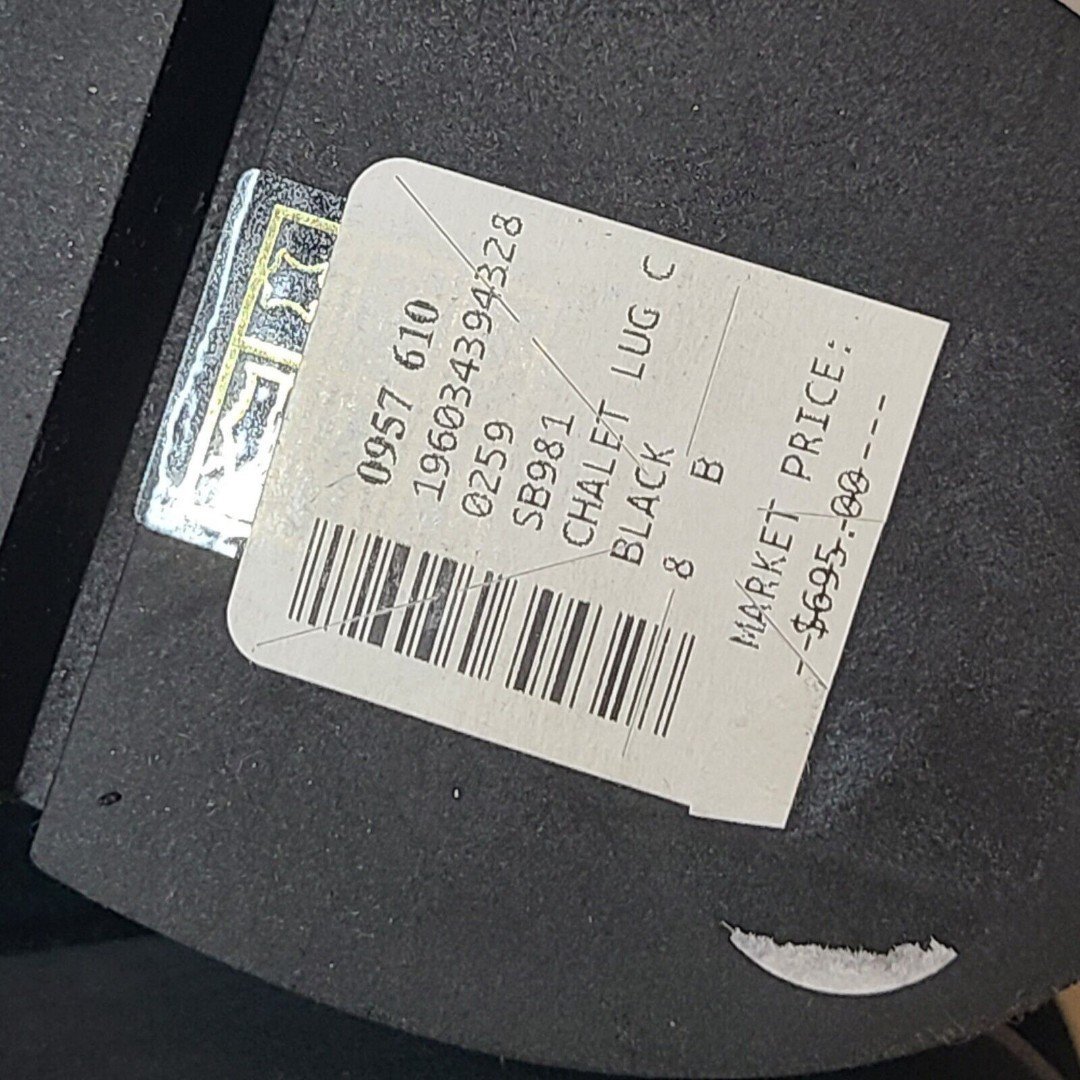 0957 610
196034394328
0259
SB981
CHALET LUG C
BLACK
8 B
MARKET PRICE:
--$695.00---